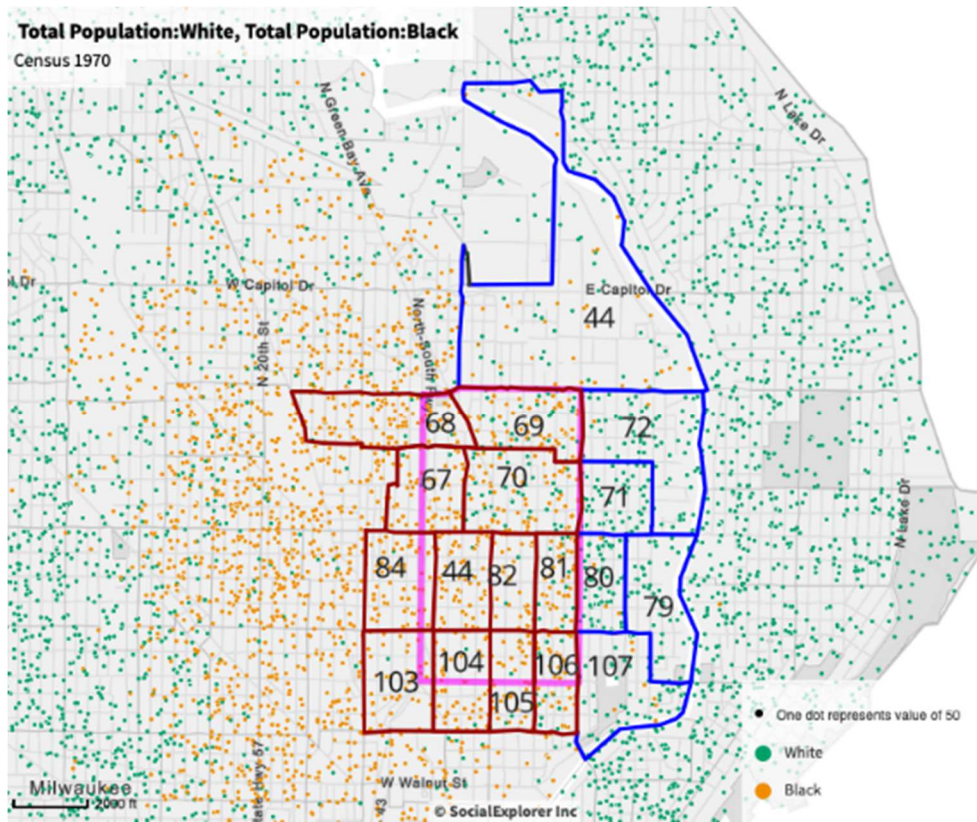 Total Population:White, Total Population:Black
Census 1970
N Green Bay Ave
N Lake Dr
W Capitol Dr
E Capitol Dr
44
N 20th St
68
69
72
67
70
71
N Lake Dr
84
44
82
81
80
79
103
104
106
107
105
One dot represents value of 50
White
Black
Milwaukee
2000 ft
W Walnut St
43
© SocialExplorer Inc